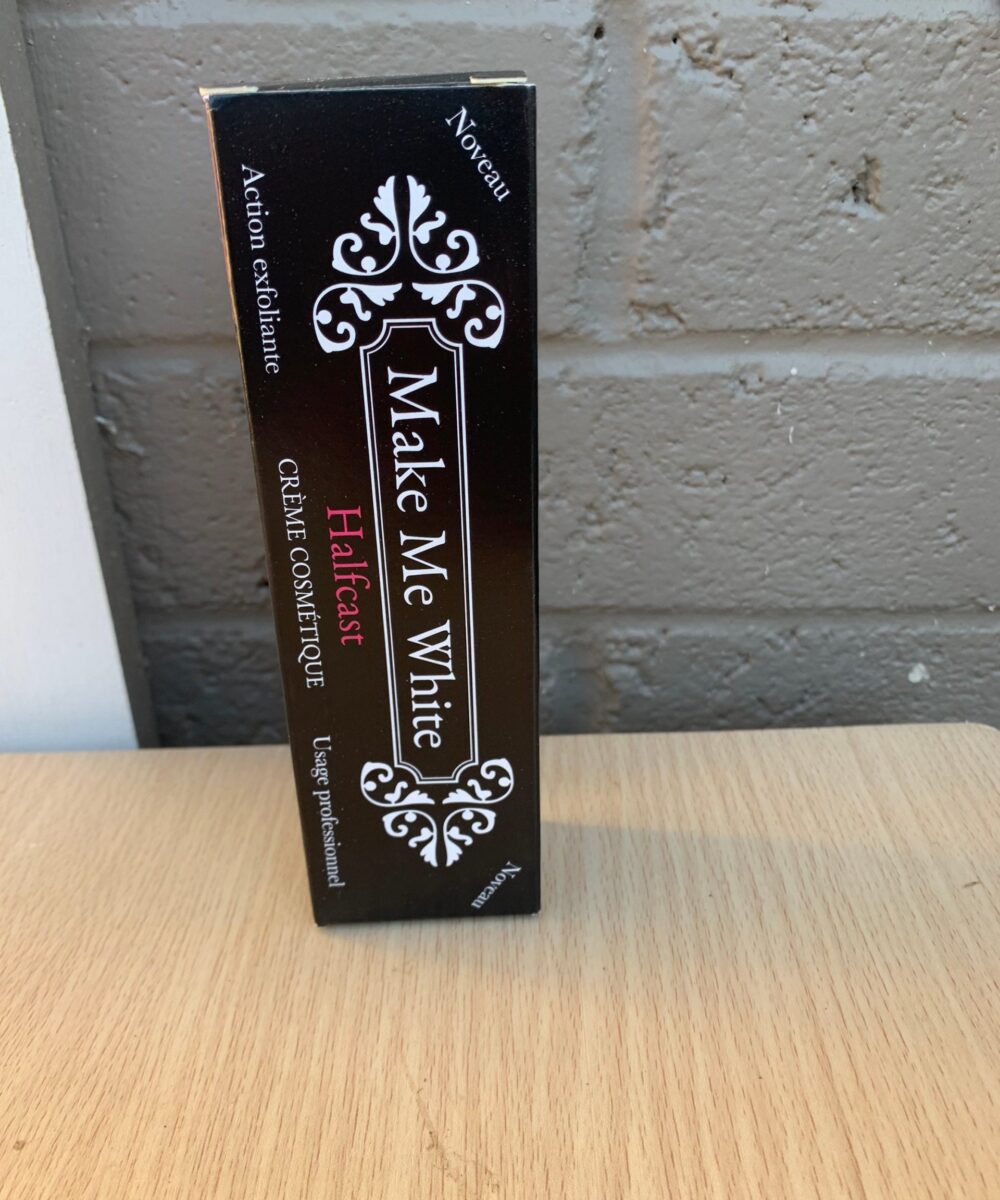 Noveau
Make Me White
Noveau
Halfcast
Action exfoliante
CRÈME COSMÉTIQUE
Usage professionnel